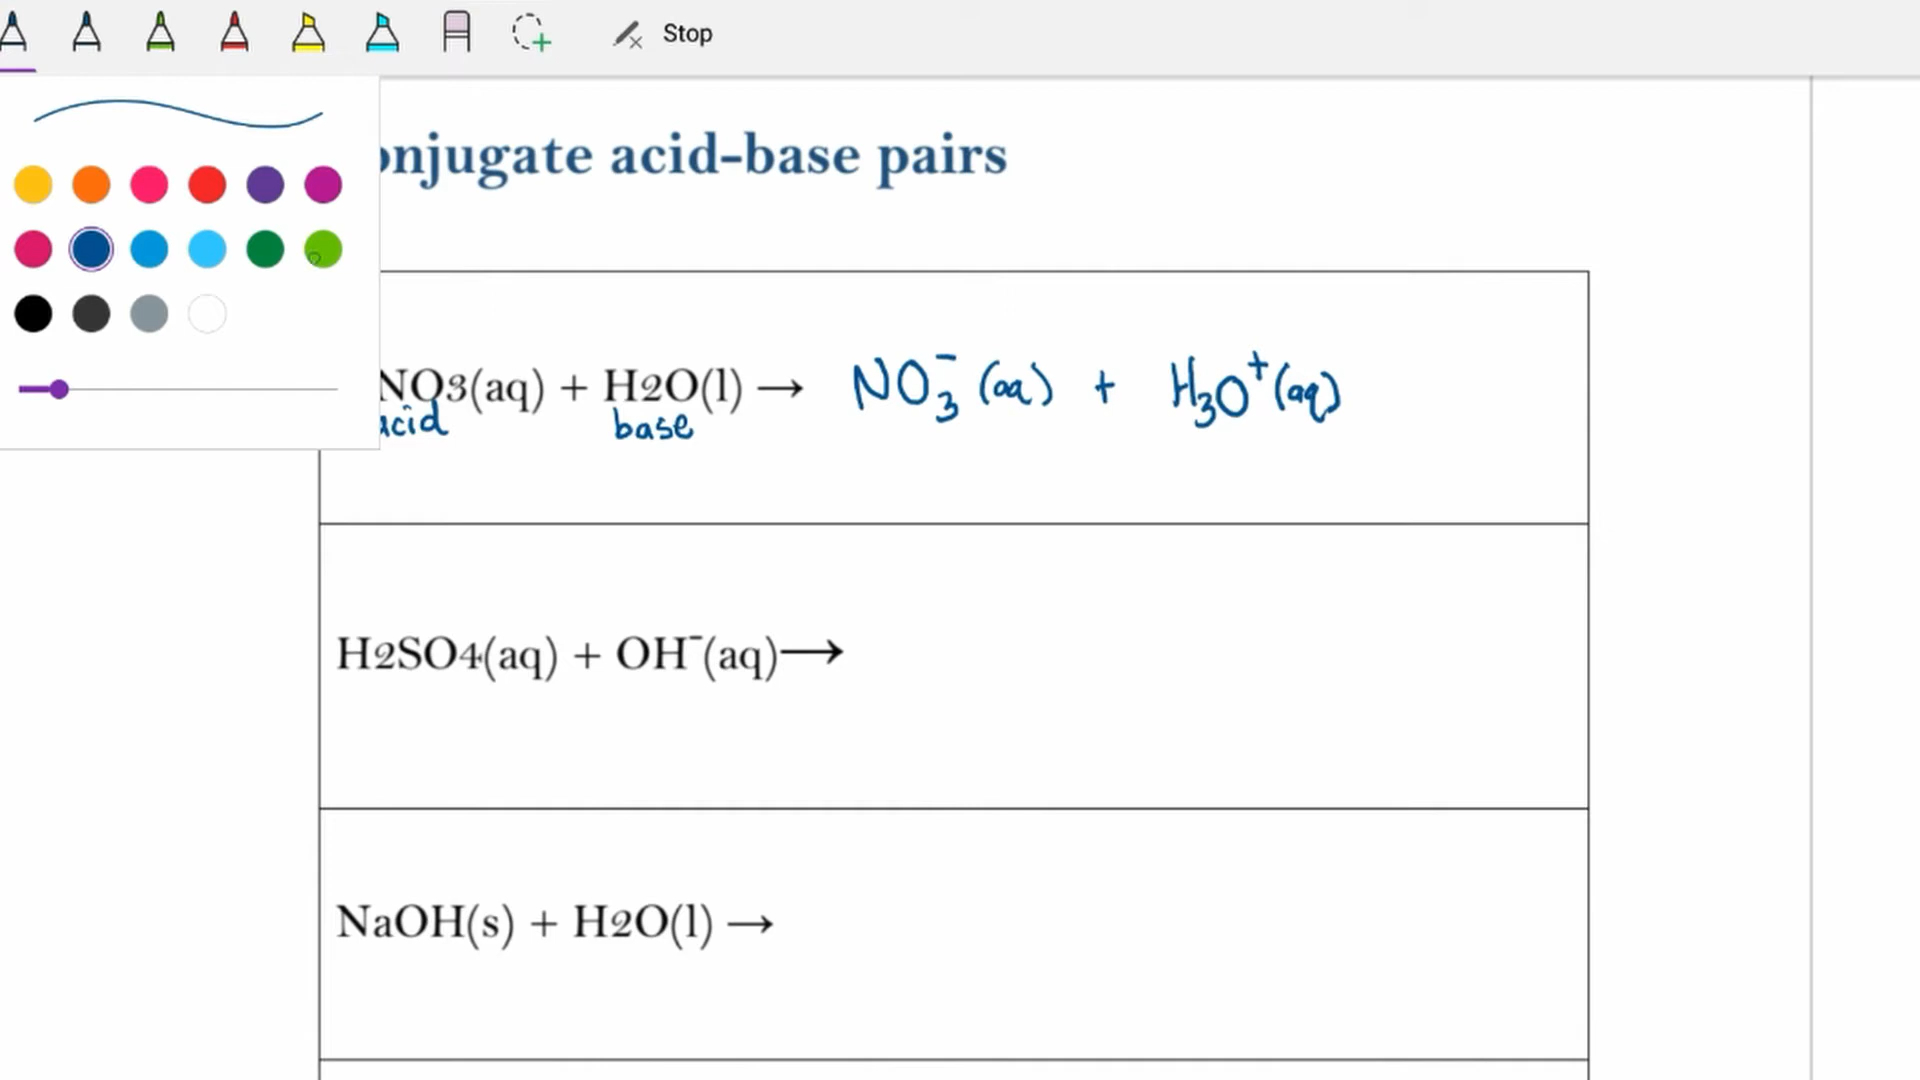 Stop
onjugate acid-base pairs
NO3(aq) + H2O(l) → NO₃⁻ (aq) + H₃O⁺(aq)
acid base
H2SO4(aq) + OH⁻(aq)⟶
NaOH(s) + H2O(l) →